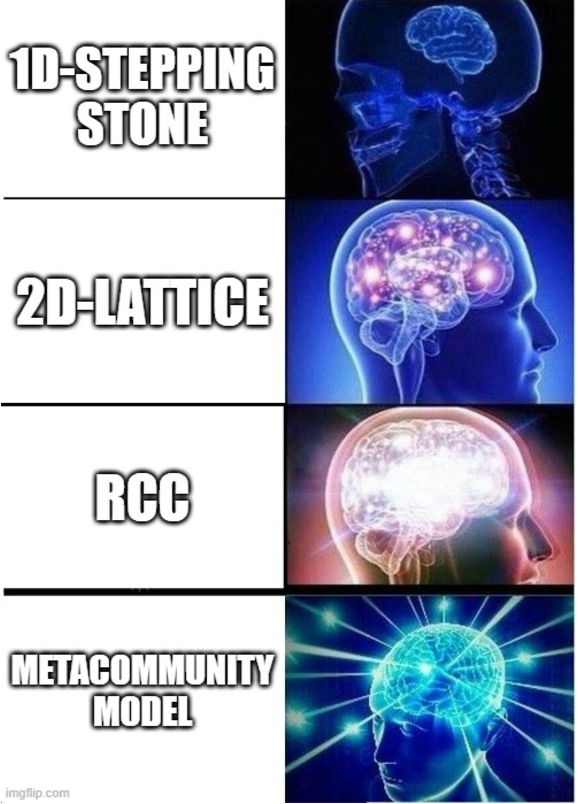 1D-STEPPING
STONE
2D-LATTICE
RCC
METACOMMUNITY
MODEL
imgflip.com